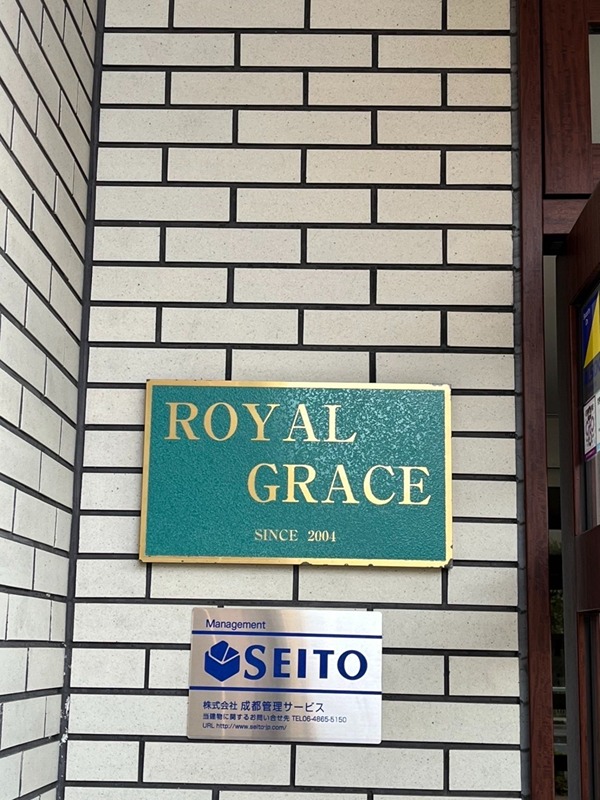 ROYAL
GRACE
SINCE 2004
Management
SEITO
株式会社 成都管理サービス
当建物に関するお問い合せ先 TEL06-4865-5150
URL http://www.seito-jp.com/